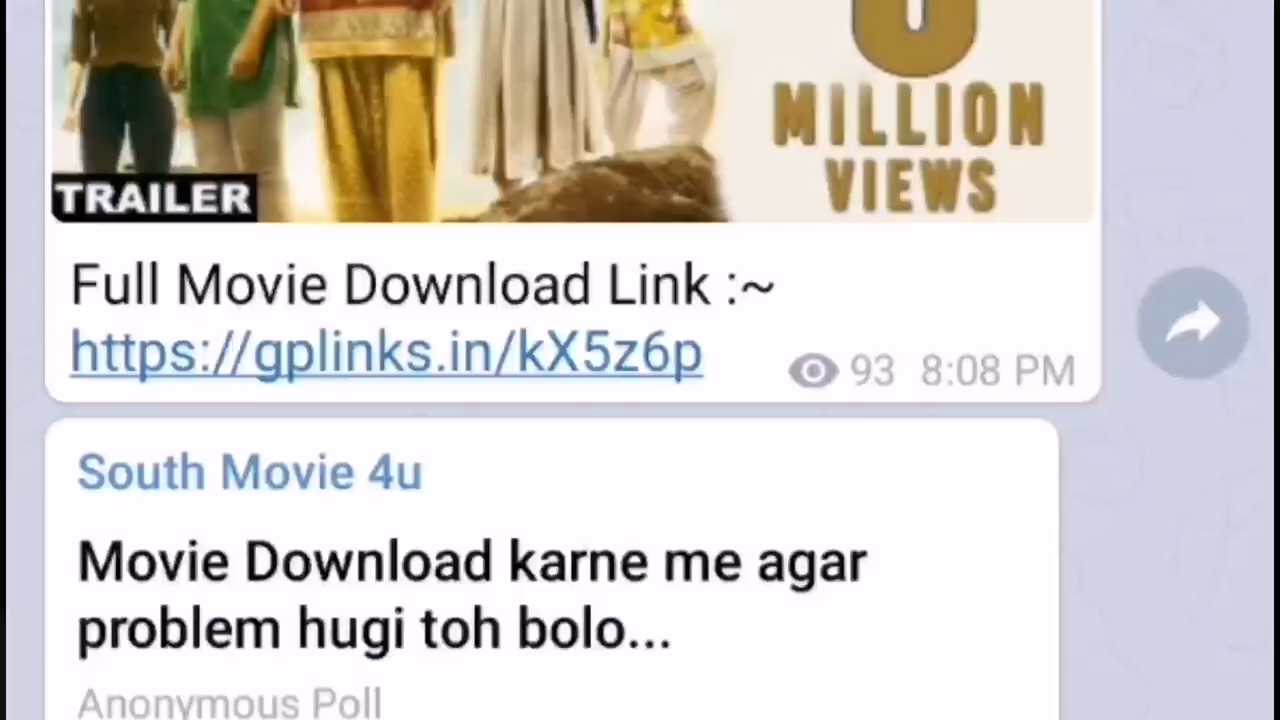 MILLION
VIEWS
TRAILER
Full Movie Download Link :~
https://gplinks.in/kX5z6p
93 8:08 PM
South Movie 4u
Movie Download karne me agar
problem hugi toh bolo...
Anonymous Poll